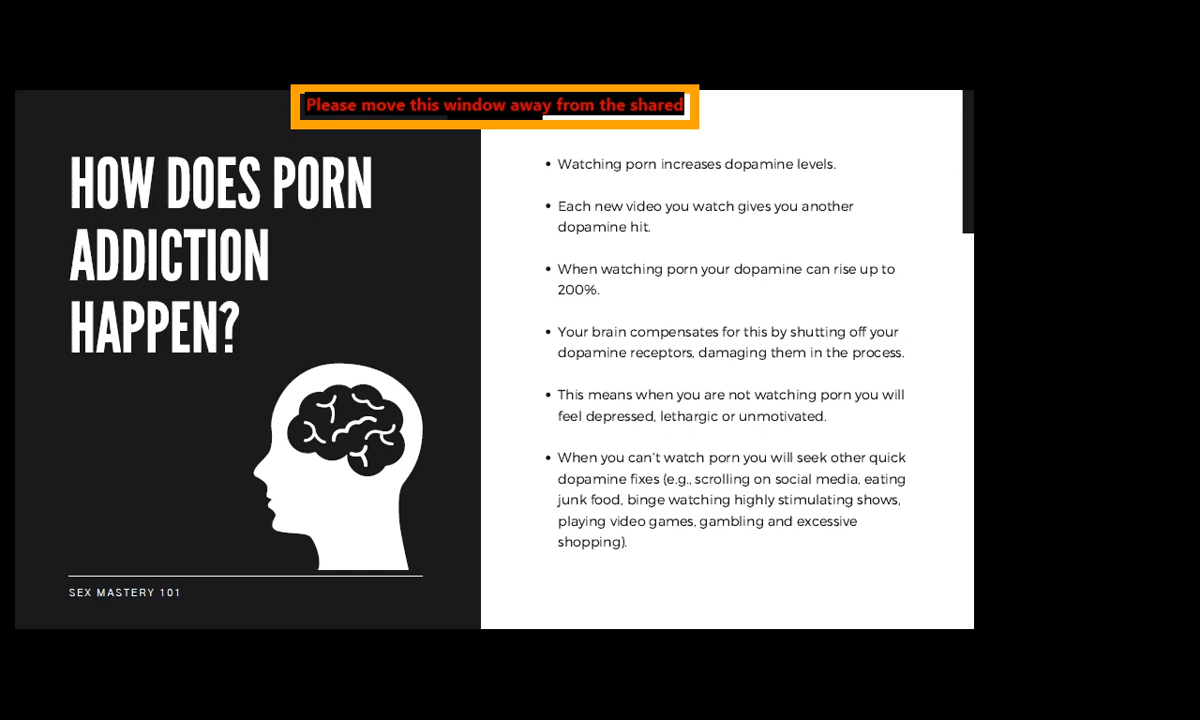 Please move this window away from the shared
HOW DOES PORN
ADDICTION
HAPPEN?
SEX MASTERY 101
• Watching porn increases dopamine levels.
• Each new video you watch gives you another
dopamine hit.
• When watching porn your dopamine can rise up to
200%.
• Your brain compensates for this by shutting off your
dopamine receptors, damaging them in the process.
• This means when you are not watching porn you will
feel depressed, lethargic or unmotivated.
• When you can't watch porn you will seek other quick
dopamine fixes (e.g., scrolling on social media, eating
junk food, binge watching highly stimulating shows,
playing video games, gambling and excessive
shopping).